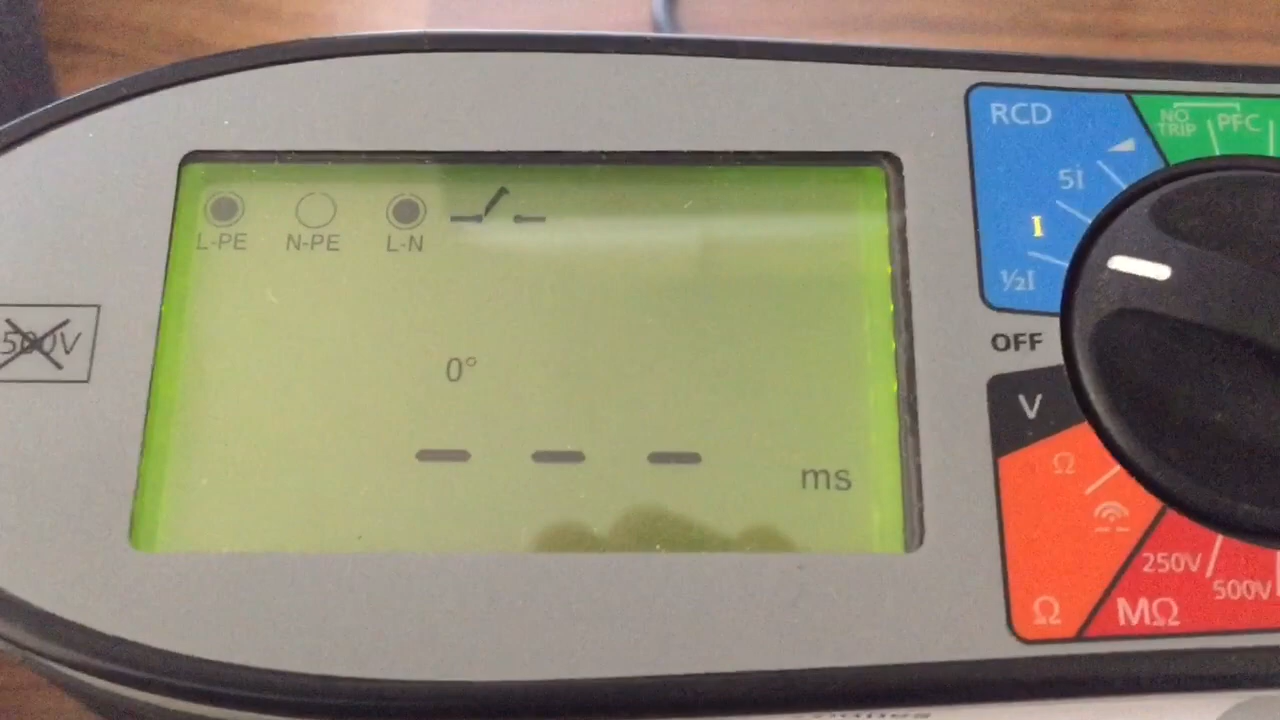 L-PE N-PE L-N
0°
--- ms
500V
RCD
5I
I
½I
OFF
V
Ω
Ω
NO TRIP
PFC
250V
500V
MΩ